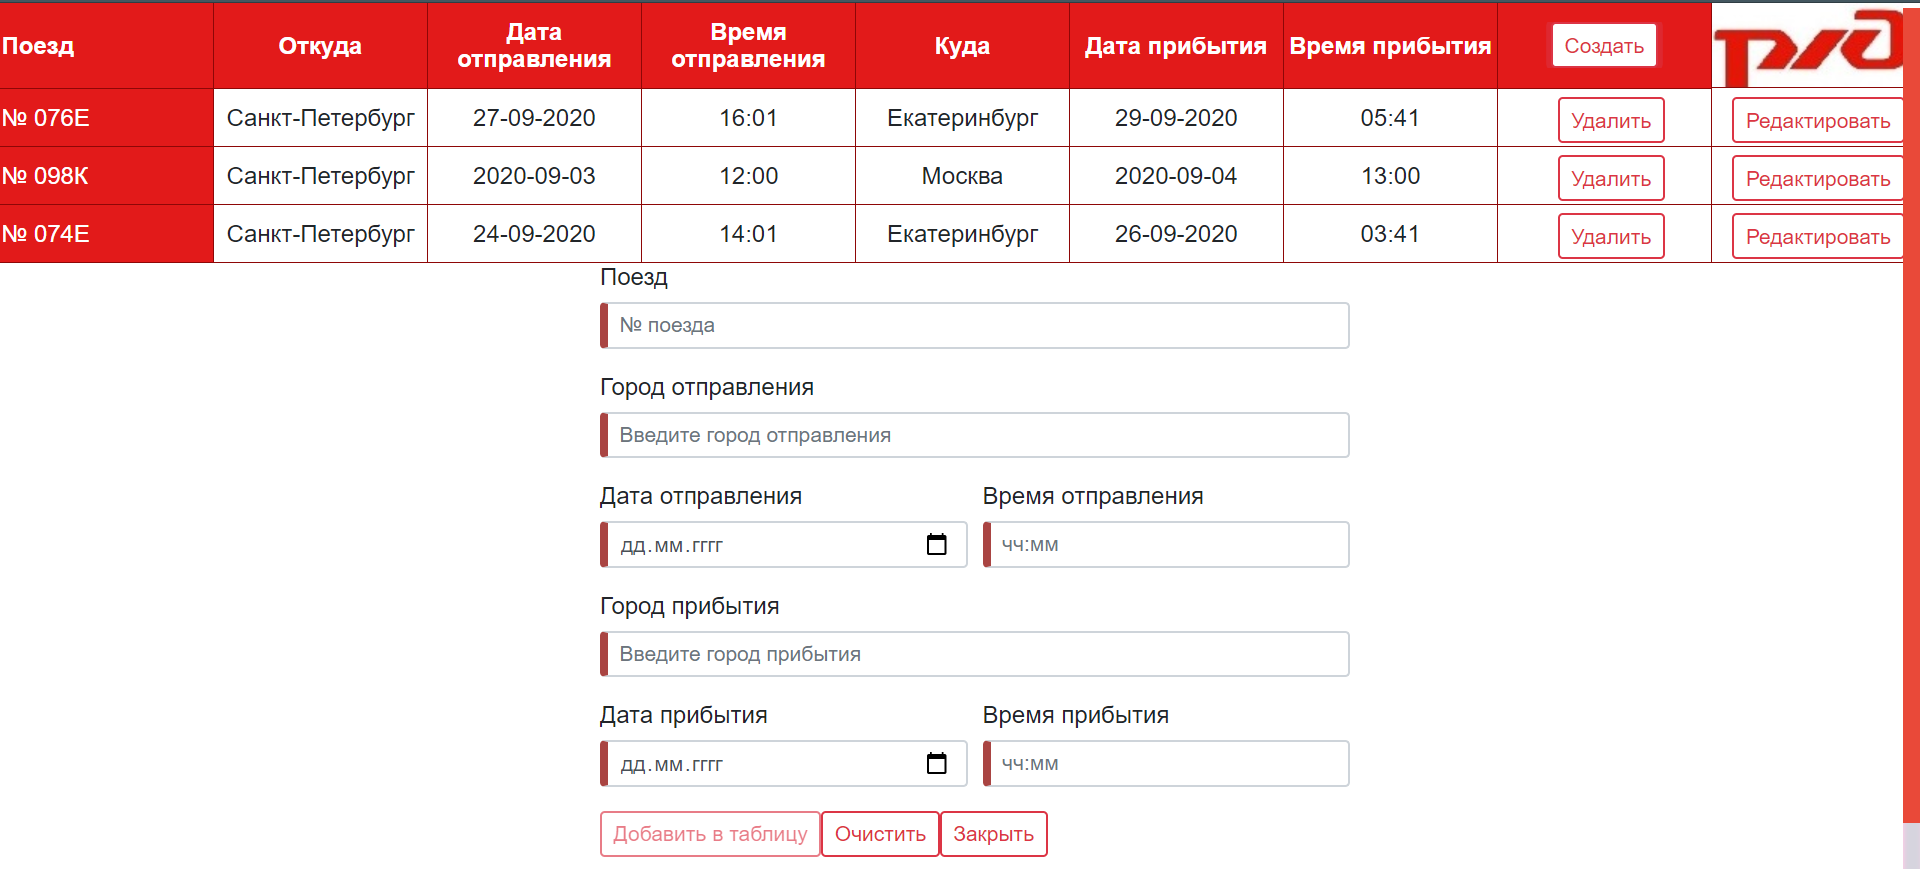 Поезд Откуда Дата отправления Время отправления Куда Дата прибытия Время прибытия Создать
№ 076Е Санкт-Петербург 27-09-2020 16:01 Екатеринбург 29-09-2020 05:41 Удалить Редактировать
№ 098К Санкт-Петербург 2020-09-03 12:00 Москва 2020-09-04 13:00 Удалить Редактировать
№ 074Е Санкт-Петербург 24-09-2020 14:01 Екатеринбург 26-09-2020 03:41 Удалить Редактировать
Поезд
№ поезда
Город отправления
Введите город отправления
Дата отправления Время отправления
дд.мм.гггг чч:мм
Город прибытия
Введите город прибытия
Дата прибытия Время прибытия
дд.мм.гггг чч:мм
Добавить в таблицу Очистить Закрыть